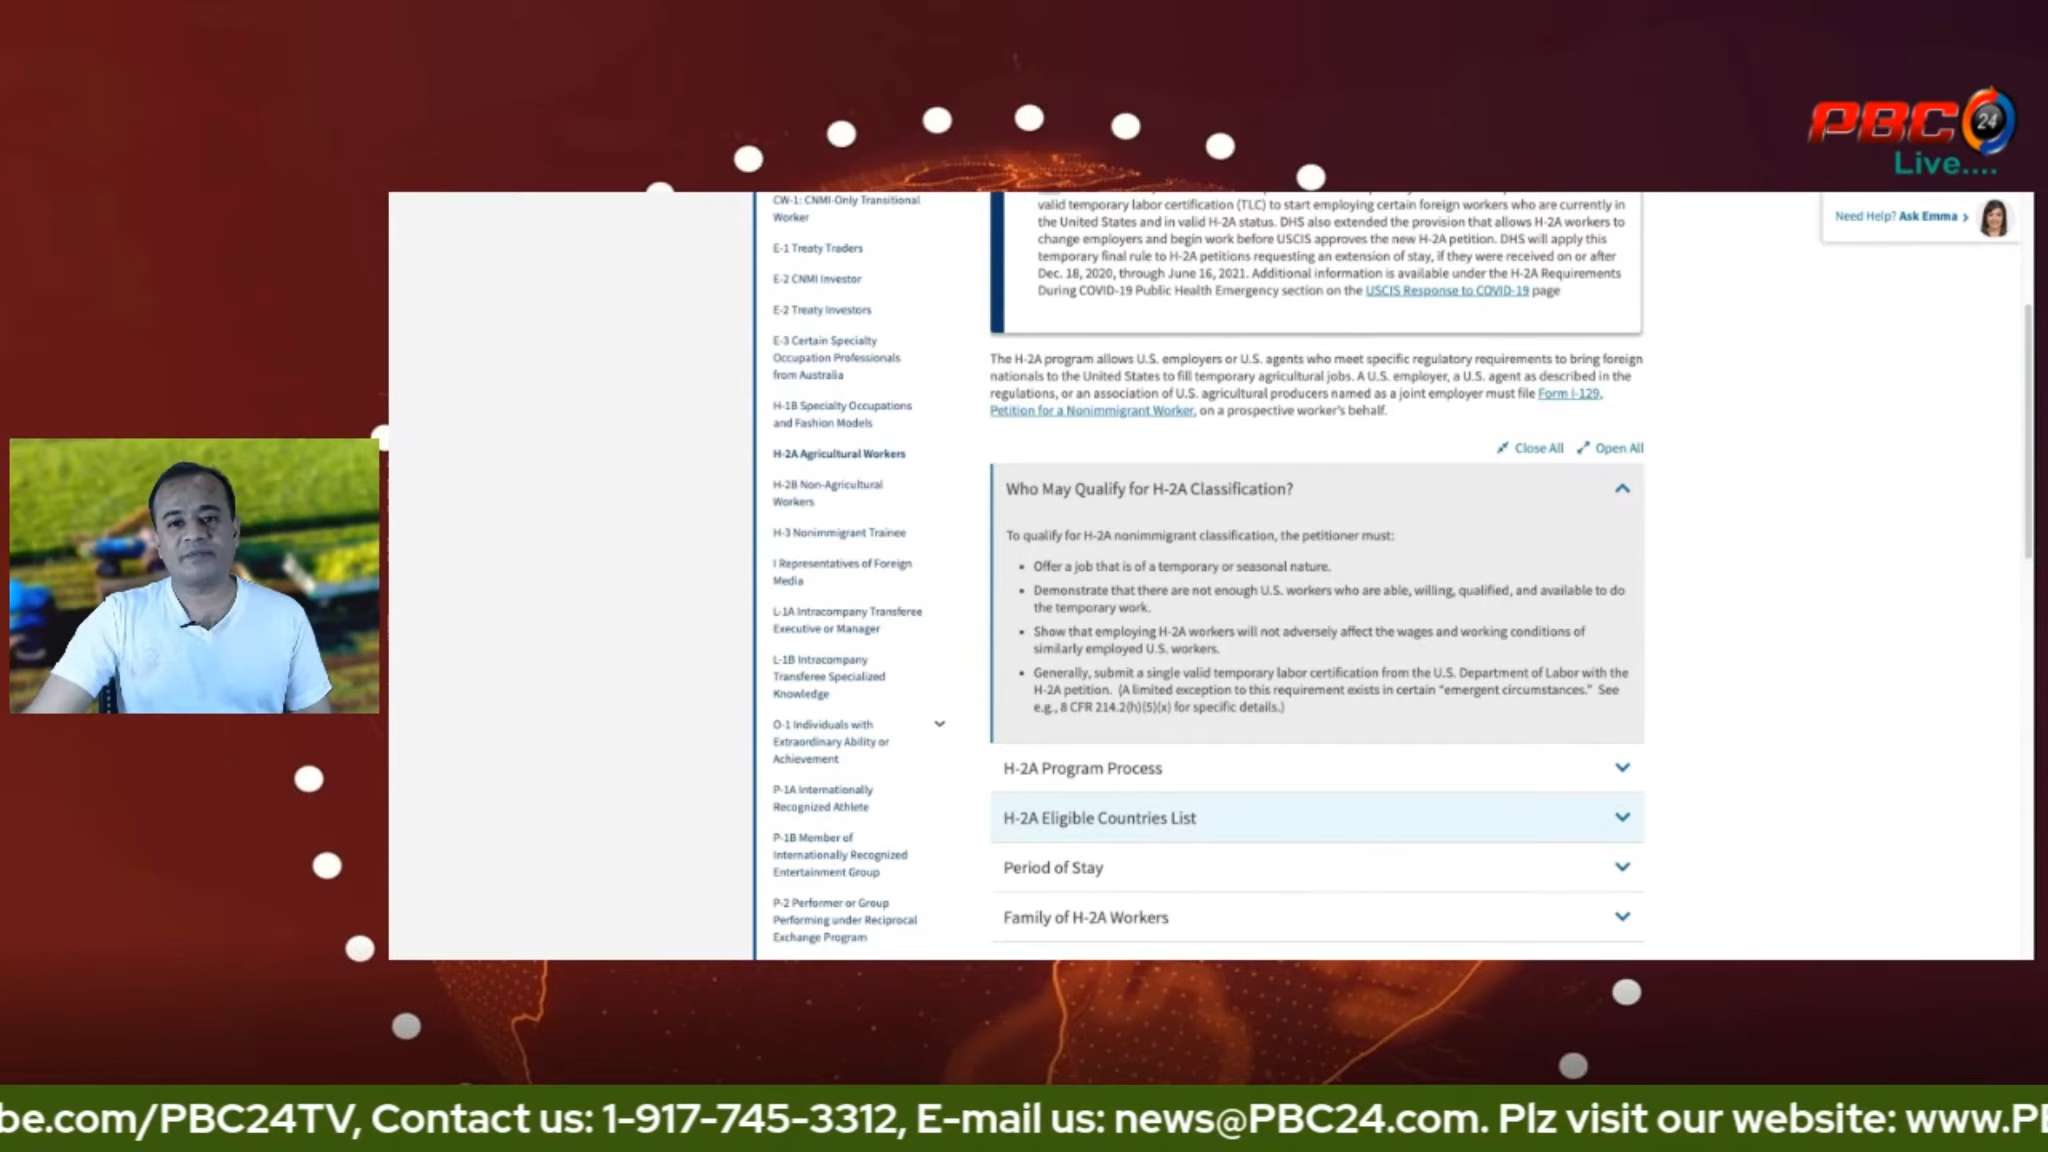 PBC 24
Live....
CW-1: CNMI-Only Transitional
Worker
E-1 Treaty Traders
E-2 CNMI Investor
E-2 Treaty Investors
E-3 Certain Specialty
Occupation Professionals
from Australia
H-1B Specialty Occupations
and Fashion Models
H-2A Agricultural Workers
H-2B Non-Agricultural
Workers
H-3 Nonimmigrant Trainee
I Representatives of Foreign
Media
L-1A Intracompany Transferee
Executive or Manager
L-1B Intracompany
Transferee Specialized
Knowledge
O-1 Individuals with
Extraordinary Ability or
Achievement
P-1A Internationally
Recognized Athlete
P-1B Member of
Internationally Recognized
Entertainment Group
P-2 Performer or Group
Performing under Reciprocal
Exchange Program
valid temporary labor certification (TLC) to start employing certain foreign workers who are currently in
the United States and in valid H-2A status. DHS also extended the provision that allows H-2A workers to
change employers and begin work before USCIS approves the new H-2A petition. DHS will apply this
temporary final rule to H-2A petitions requesting an extension of stay, if they were received on or after
Dec. 18, 2020, through June 16, 2021. Additional information is available under the H-2A Requirements
During COVID-19 Public Health Emergency section on the USCIS Response to COVID-19 page
Need Help? Ask Emma
The H-2A program allows U.S. employers or U.S. agents who meet specific regulatory requirements to bring foreign
nationals to the United States to fill temporary agricultural jobs. A U.S. employer, a U.S. agent as described in the
regulations, or an association of U.S. agricultural producers named as a joint employer must file Form I-129,
Petition for a Nonimmigrant Worker, on a prospective worker's behalf.
Close All Open All
Who May Qualify for H-2A Classification?
To qualify for H-2A nonimmigrant classification, the petitioner must:
• Offer a job that is of a temporary or seasonal nature.
• Demonstrate that there are not enough U.S. workers who are able, willing, qualified, and available to do
the temporary work.
• Show that employing H-2A workers will not adversely affect the wages and working conditions of
similarly employed U.S. workers.
• Generally, submit a single valid temporary labor certification from the U.S. Department of Labor with the
H-2A petition. (A limited exception to this requirement exists in certain "emergent circumstances." See
e.g., 8 CFR 214.2(h)(5)(x) for specific details.)
H-2A Program Process
H-2A Eligible Countries List
Period of Stay
Family of H-2A Workers
be.com/PBC24TV, Contact us: 1-917-745-3312, E-mail us: news@PBC24.com. Plz visit our website: www.PB